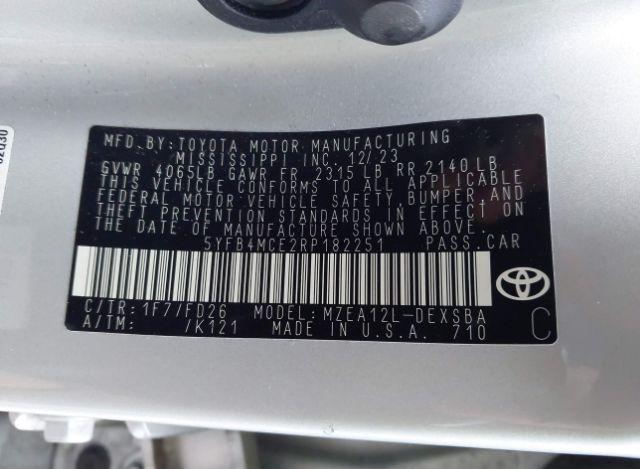 MFD.BY:TOYOTA MOTOR MANUFACTURING
MISSISSIPPI INC. 12/23
GVWR 4065LB GAWR FR 2315 LB RR 2140LB
THIS VEHICLE CONFORMS TO ALL APPLICABLE
FEDERAL MOTOR VEHICLE SAFETY,BUMPER,AND
THEFT PREVENTION STANDARDS IN EFFECT ON
THE DATE OF MANUFACTURE SHOWN ABOVE.
5YFB4MCE2RP182251 PASS.CAR
C/TR: 1F7/FD26 MODEL:MZEA12L-DEXSBA
A/TM: /K121 MADE IN U.S.A. 710
C